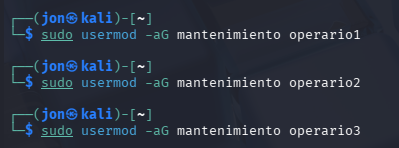 ┌──(jon㉿kali)-[~]
└─$ sudo usermod -aG mantenimiento operario1
┌──(jon㉿kali)-[~]
└─$ sudo usermod -aG mantenimiento operario2
┌──(jon㉿kali)-[~]
└─$ sudo usermod -aG mantenimiento operario3